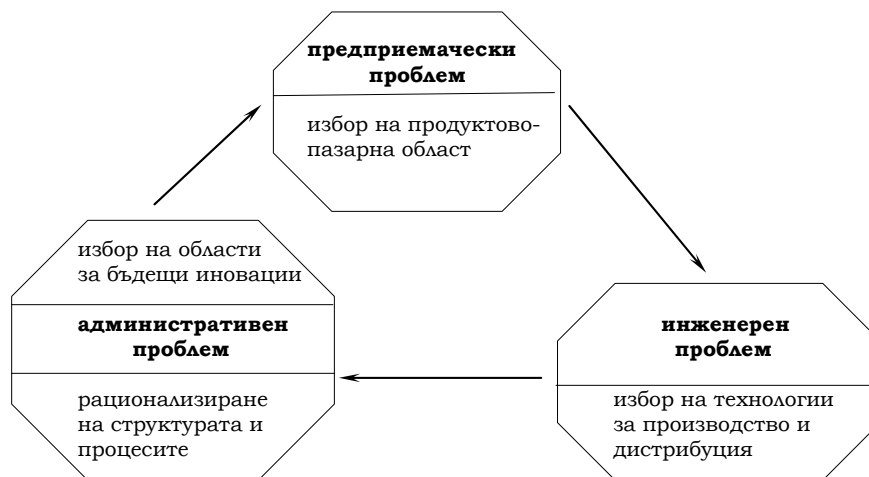 предприемачески
проблем
избор на продуктово-
пазарна област
избор на области
за бъдещи иновации
административен
проблем
рационализиране
на структурата и
процесите
инженерен
проблем
избор на технологии
за производство и
дистрибуция